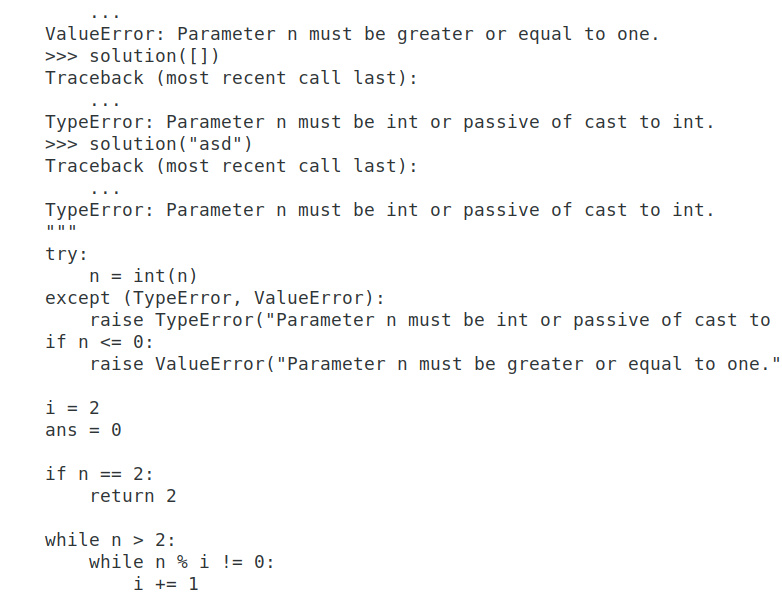 ...
ValueError: Parameter n must be greater or equal to one.
>>> solution([])
Traceback (most recent call last):
...
TypeError: Parameter n must be int or passive of cast to int.
>>> solution("asd")
Traceback (most recent call last):
...
TypeError: Parameter n must be int or passive of cast to int.
"""
try:
n = int(n)
except (TypeError, ValueError):
raise TypeError("Parameter n must be int or passive of cast to
if n <= 0:
raise ValueError("Parameter n must be greater or equal to one."
i = 2
ans = 0
if n == 2:
return 2
while n > 2:
while n % i != 0:
i += 1